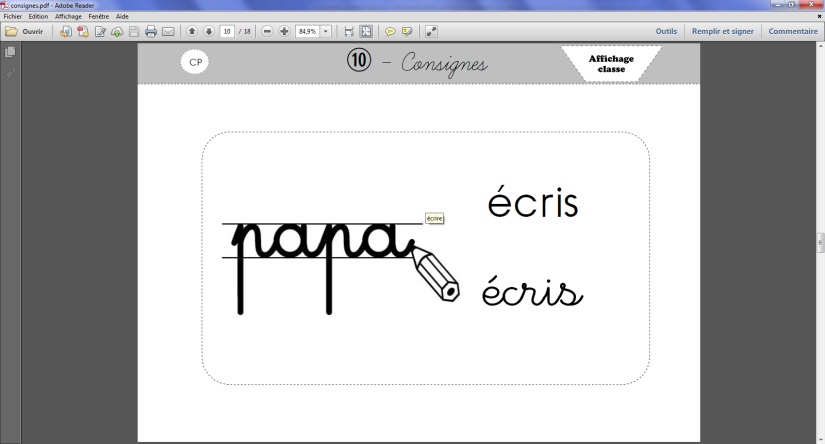 consignes.pdf - Adobe Reader
Fichier Edition Affichage Fenêtre Aide
Ouvrir 10 / 18 84,9% Outils Remplir et signer Commentaire
CP 10 - Consignes Affichage
classe
écris
écrire
papa
écris